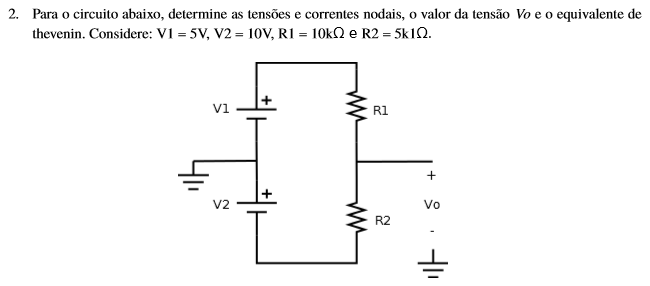 2. Para o circuito abaixo, determine as tensões e correntes nodais, o valor da tensão Vo e o equivalente de
thevenin. Considere: V1 = 5V, V2 = 10V, R1 = 10kΩ e R2 = 5k1Ω.
+
V1
R1
+
+
V2
Vo
R2
-